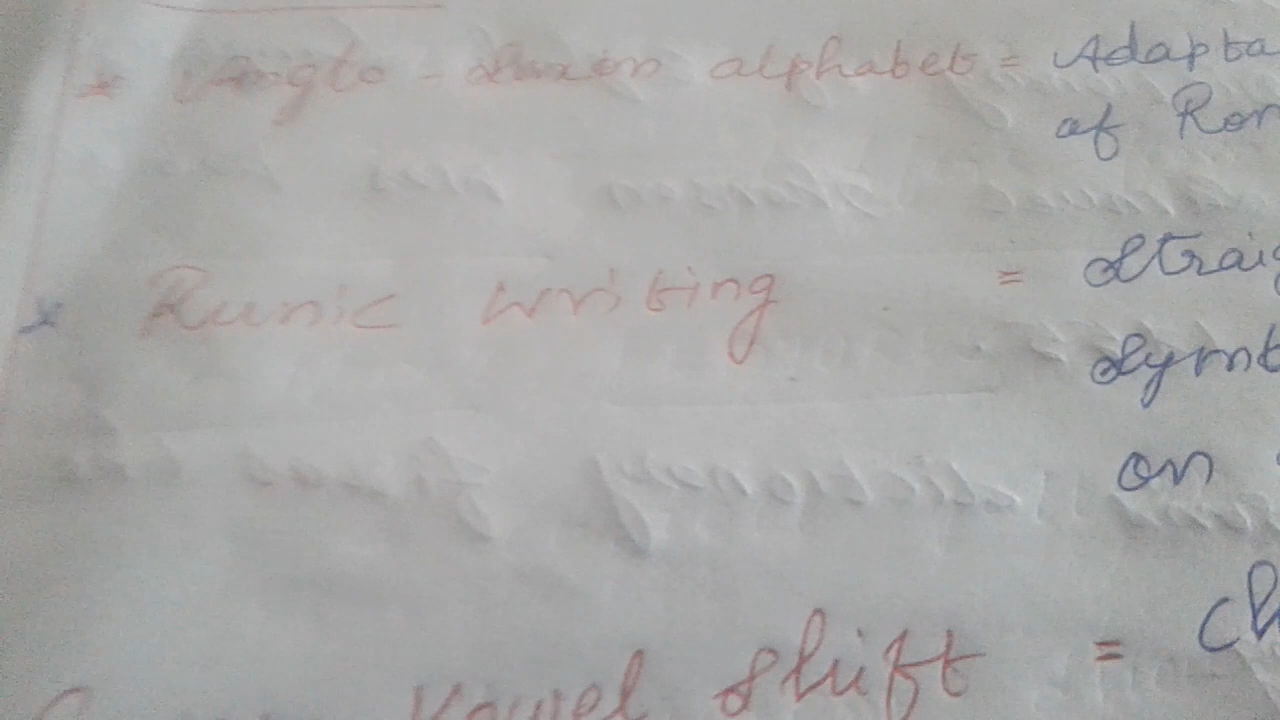 * Anglo - Saxon alphabet = Adapta
of Rom
* Runic writing = Straig
Symb
on
vowel shift = Ch